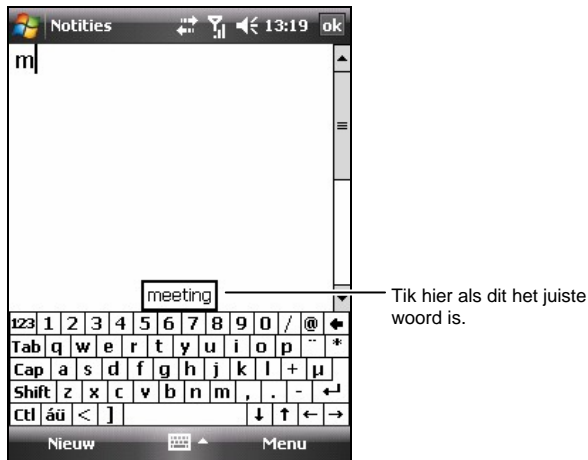 Notities 13:19 ok
m
meeting
Tik hier als dit het juiste
woord is.
123 1 2 3 4 5 6 7 8 9 0 / @
Tab q w e r t y u i o p ¨ *
Cap a s d f g h j k l + µ
Shift z x c v b n m , . - ↵
Ctl áü < ] ↓ ↑ ← →
Nieuw Menu